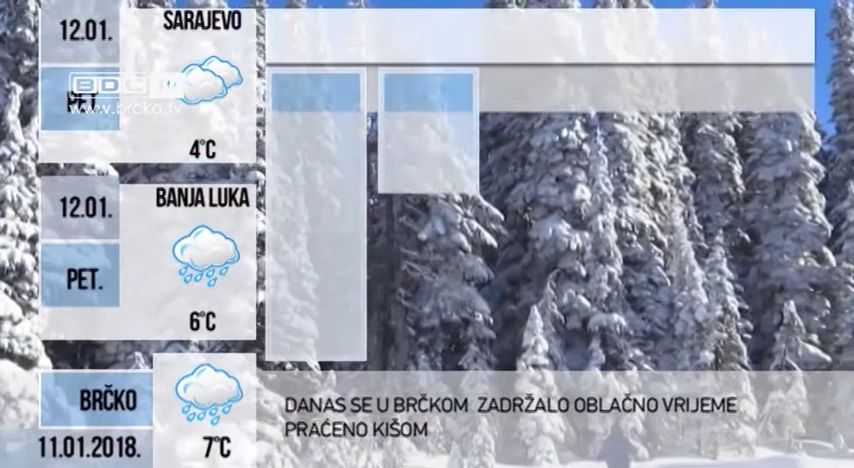 12.01.
SARAJEVO
PET.
www.brcko.tv
4°C
12.01.
BANJA LUKA
PET.
6°C
BRČKO
11.01.2018.
7°C
DANAS SE U BRČKOM ZADRŽALO OBLAČNO VRIJEME
PRAĆENO KIŠOM